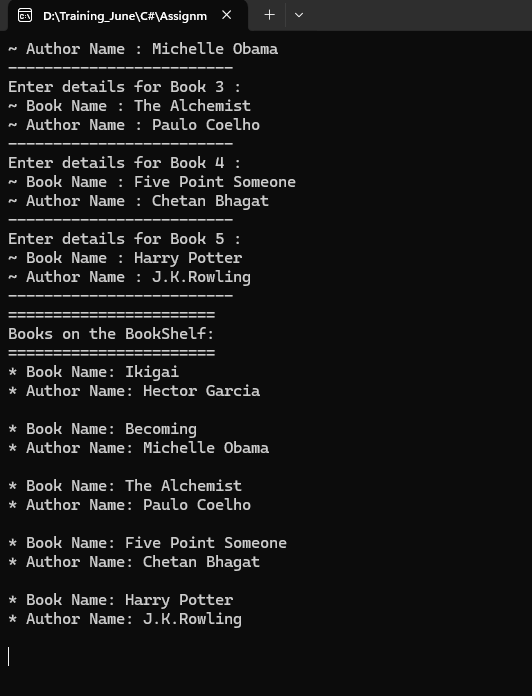 D:\Training_June\C#\Assignm
~ Author Name : Michelle Obama
-------------------------
Enter details for Book 3 :
~ Book Name : The Alchemist
~ Author Name : Paulo Coelho
-------------------------
Enter details for Book 4 :
~ Book Name : Five Point Someone
~ Author Name : Chetan Bhagat
-------------------------
Enter details for Book 5 :
~ Book Name : Harry Potter
~ Author Name : J.K.Rowling
-------------------------
=======================
Books on the BookShelf:
=======================
* Book Name: Ikigai
* Author Name: Hector Garcia

* Book Name: Becoming
* Author Name: Michelle Obama

* Book Name: The Alchemist
* Author Name: Paulo Coelho

* Book Name: Five Point Someone
* Author Name: Chetan Bhagat

* Book Name: Harry Potter
* Author Name: J.K.Rowling